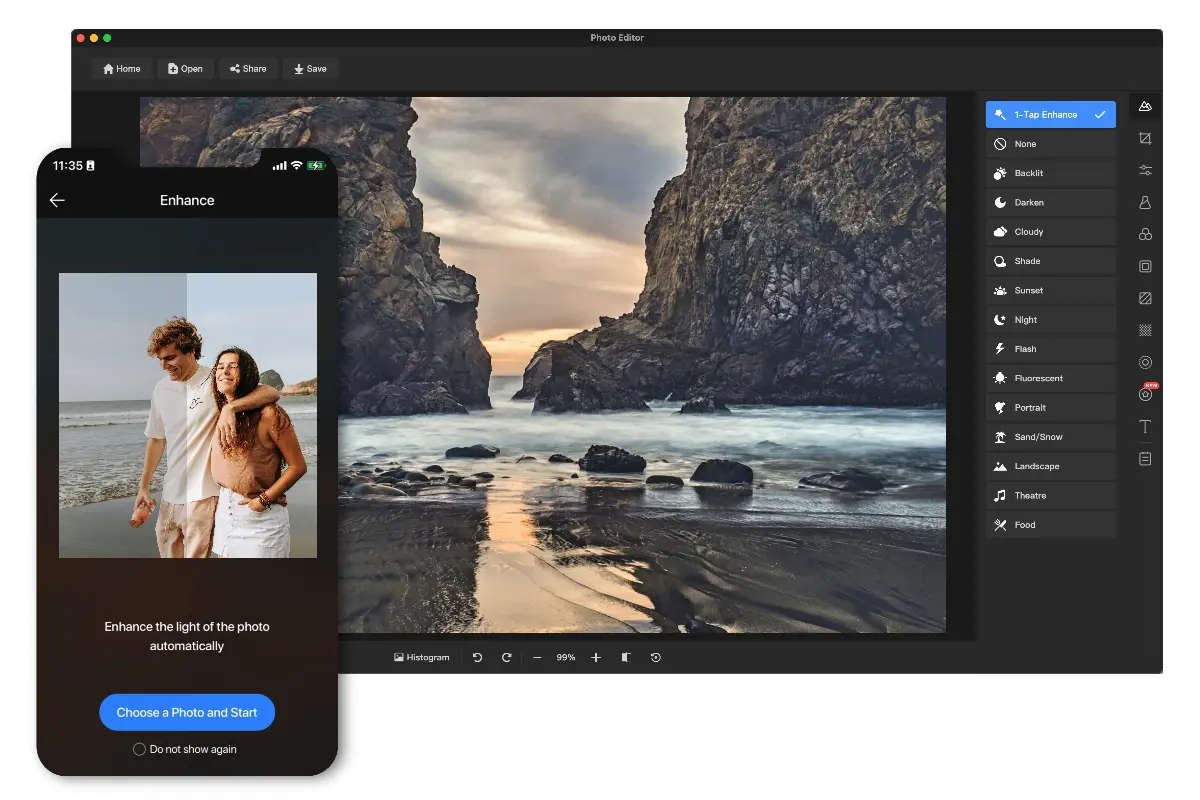 Photo Editor
Home
Open
Share
Save
1-Tap Enhance
None
Backlit
Darken
Cloudy
Shade
Sunset
Night
Flash
Fluorescent
Portrait
Sand/Snow
Landscape
Theatre
Food
NEW
T
Histogram
99%
11:35
Enhance
Enhance the light of the photo
automatically
Choose a Photo and Start
Do not show again